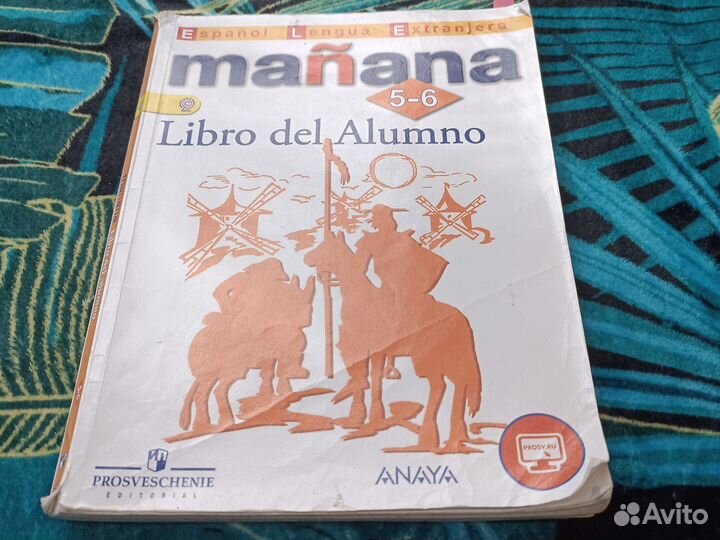 Español Lengua Extranjera
mañana
5-6
Libro del Alumno
PROSV.RU
PROSVESCHENIE
EDITORIAL
ANAYA
Avito